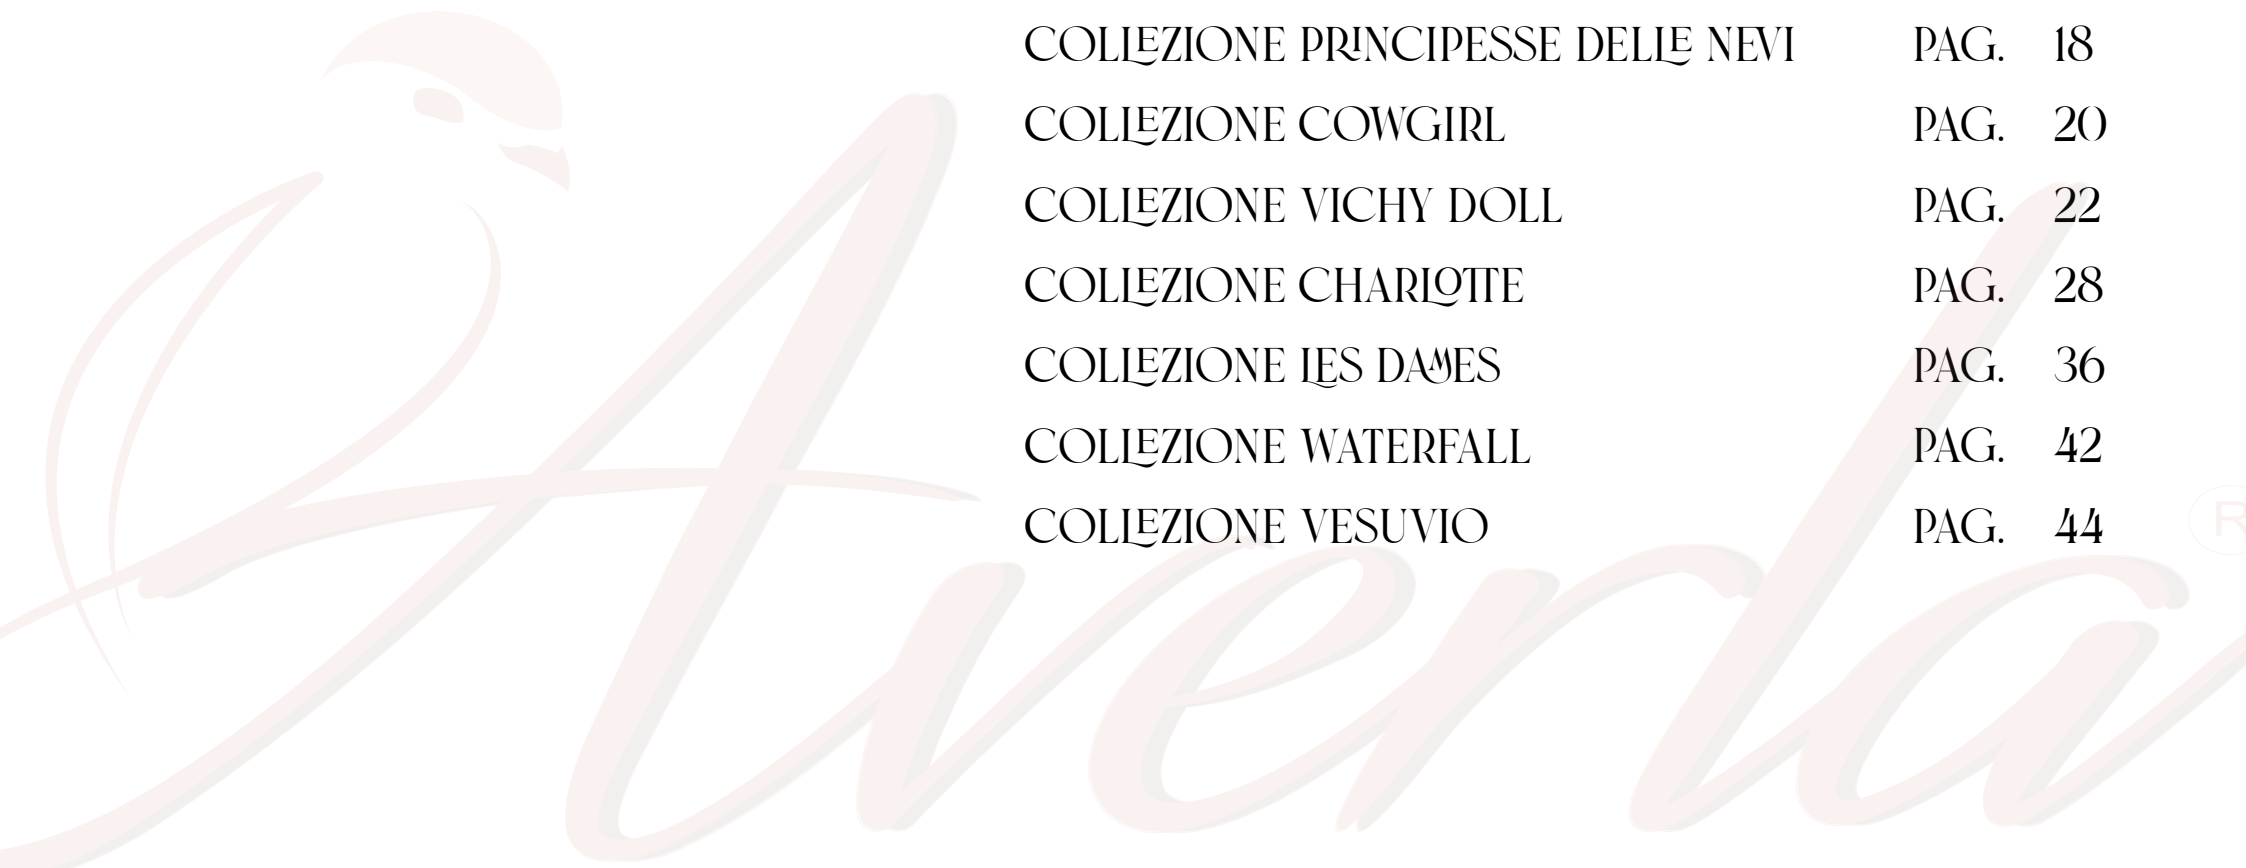 COLLEZIONE PRINCIPESSE DELLE NEVI PAG. 18
COLLEZIONE COWGIRL PAG. 20
COLLEZIONE VICHY DOLL PAG. 22
COLLEZIONE CHARLOTTE PAG. 28
COLLEZIONE LES DAMES PAG. 36
COLLEZIONE WATERFALL PAG. 42
COLLEZIONE VESUVIO PAG. 44
Averla ®